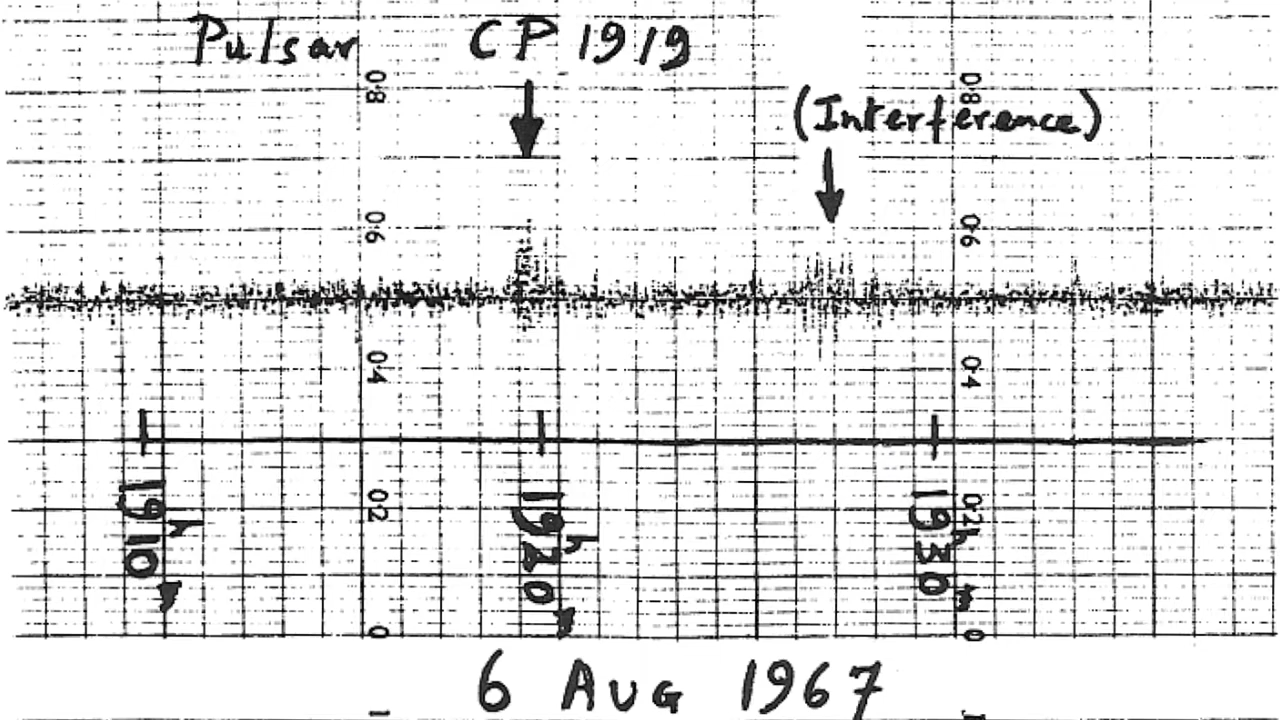 Pulsar CP 1919
(Interference)
0.8
0.8
0.6
0.6
0.4
0.4
0.2
0.2
0
0
19h 10m
19h 20m
19h 30m
6 AUG 1967